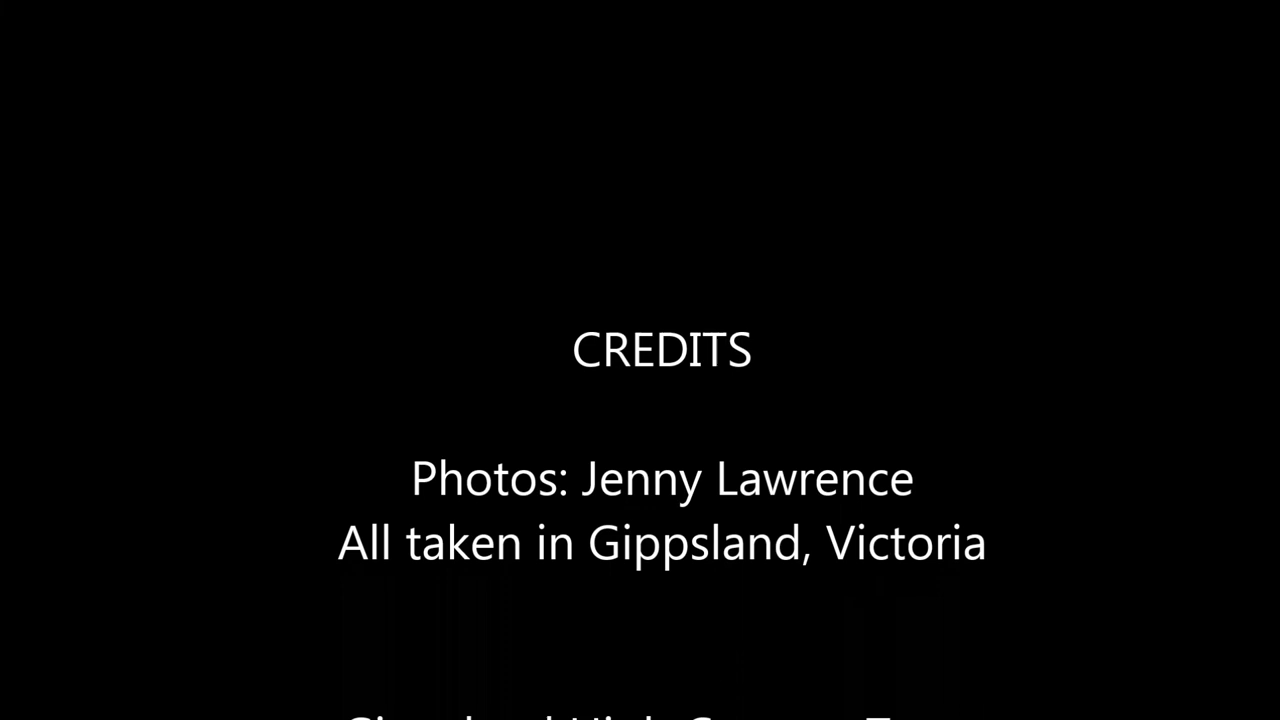 CREDITS
Photos: Jenny Lawrence
All taken in Gippsland, Victoria